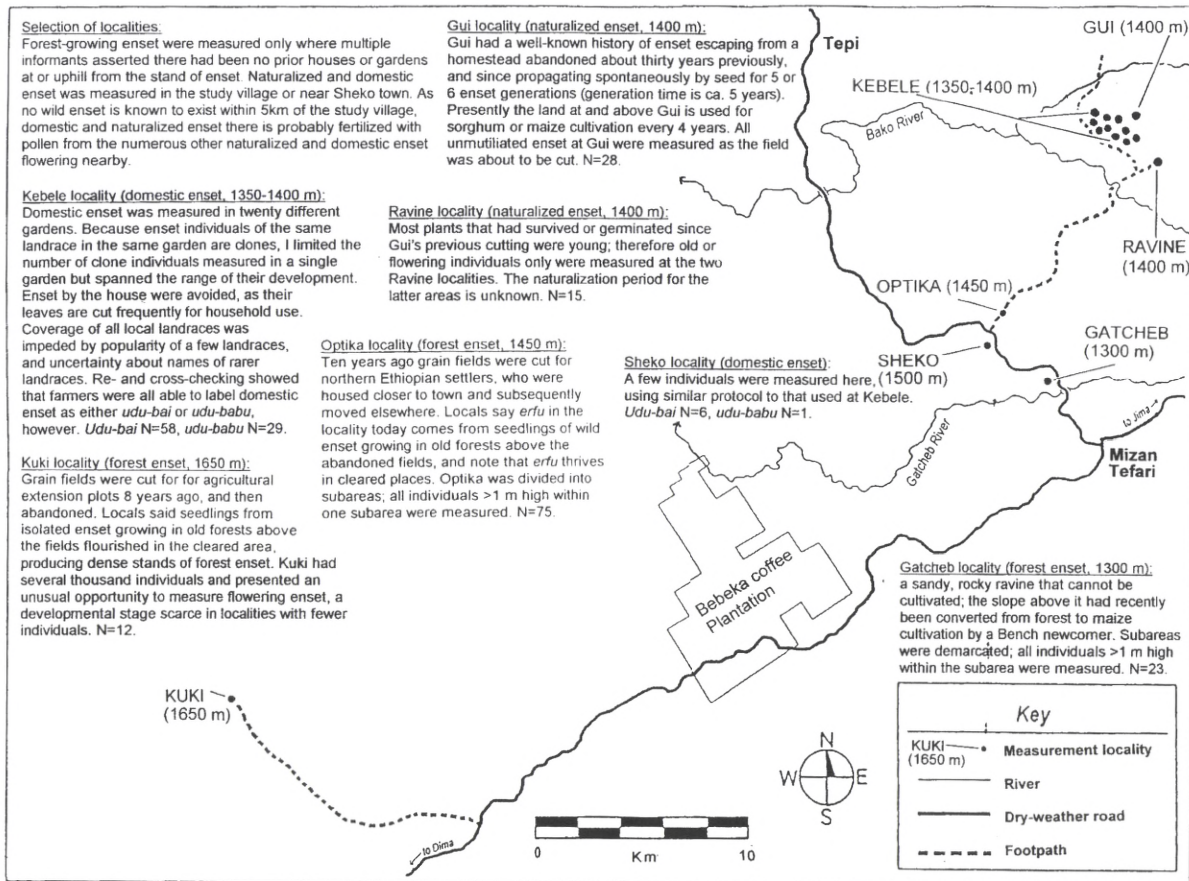 Selection of localities:
Forest-growing enset were measured only where multiple
informants asserted there had been no prior houses or gardens
at or uphill from the stand of enset. Naturalized and domestic
enset was measured in the study village or near Sheko town. As
no wild enset is known to exist within 5km of the study village,
domestic and naturalized enset there is probably fertilized with
pollen from the numerous other naturalized and domestic enset
flowering nearby.
Gui locality (naturalized enset, 1400 m):
Gui had a well-known history of enset escaping from a
homestead abandoned about thirty years previously,
and since propagating spontaneously by seed for 5 or
6 enset generations (generation time is ca. 5 years).
Presently the land at and above Gui is used for
sorghum or maize cultivation every 4 years. All
unmutiliated enset at Gui were measured as the field
was about to be cut. N=28.
Kebele locality (domestic enset, 1350-1400 m):
Domestic enset was measured in twenty different
gardens. Because enset individuals of the same
landrace in the same garden are clones, I limited the
number of clone individuals measured in a single
garden but spanned the range of their development.
Enset by the house were avoided, as their
leaves are cut frequently for household use.
Coverage of all local landraces was
impeded by popularity of a few landraces,
and uncertainty about names of rarer
landraces. Re- and cross-checking showed
that farmers were all able to label domestic
enset as either udu-bai or udu-babu,
however. Udu-bai N=58, udu-babu N=29.
Ravine locality (naturalized enset, 1400 m):
Most plants that had survived or germinated since
Gui's previous cutting were young; therefore old or
flowering individuals only were measured at the two
Ravine localities. The naturalization period for the
latter areas is unknown. N=15.
Optika locality (forest enset, 1450 m):
Ten years ago grain fields were cut for
northern Ethiopian settlers, who were
housed closer to town and subsequently
moved elsewhere. Locals say erfu in the
locality today comes from seedlings of wild
enset growing in old forests above the
abandoned fields, and note that erfu thrives
in cleared places. Optika was divided into
subareas; all individuals >1 m high within
one subarea were measured. N=75.
Sheko locality (domestic enset):
A few individuals were measured here,
using similar protocol to that used at Kebele.
Udu-bai N=6, udu-babu N=1.
Kuki locality (forest enset, 1650 m):
Grain fields were cut for for agricultural
extension plots 8 years ago, and then
abandoned. Locals said seedlings from
isolated enset growing in old forests above
the fields flourished in the cleared area,
producing dense stands of forest enset. Kuki had
several thousand individuals and presented an
unusual opportunity to measure flowering enset, a
developmental stage scarce in localities with fewer
individuals. N=12.
Gatcheb locality (forest enset, 1300 m):
a sandy, rocky ravine that cannot be
cultivated; the slope above it had recently
been converted from forest to maize
cultivation by a Bench newcomer. Subareas
were demarcated; all individuals >1 m high
within the subarea were measured. N=23.
Tepi
GUI (1400 m)
KEBELE (1350-1400 m)
Bako River
RAVINE
(1400 m)
OPTIKA (1450 m)
GATCHEB
(1300 m)
SHEKO
(1500 m)
to Jima
Mizan
Tefari
Gatcheb River
Bebeka coffee
Plantation
KUKI
(1650 m)
to Dima
N
W E
S
0 10
Km
Key
KUKI
(1650 m)
Measurement locality
River
Dry-weather road
Footpath